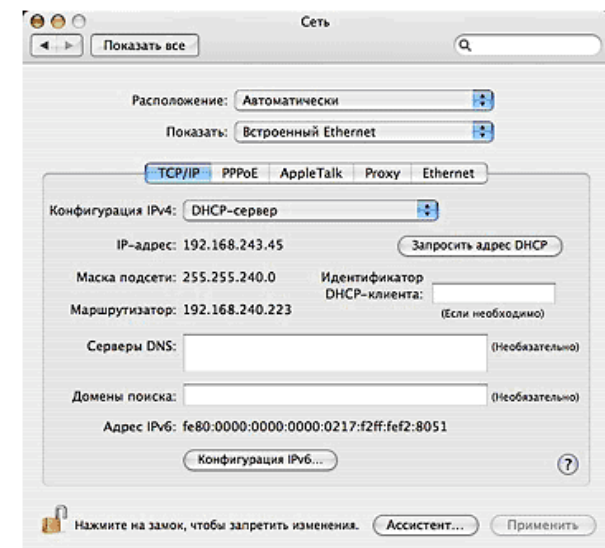 Сеть
Показать все
Расположение: Автоматически
Показать: Встроенный Ethernet
TCP/IP PPPoE AppleTalk Proxy Ethernet
Конфигурация IPv4: DHCP-сервер
IP-адрес: 192.168.243.45 Запросить адрес DHCP
Маска подсети: 255.255.240.0 Идентификатор
DHCP-клиента:
Маршрутизатор: 192.168.240.223 (Если необходимо)
Серверы DNS: (Необязательно)
Домены поиска: (Необязательно)
Адрес IPv6: fe80:0000:0000:0000:0217:f2ff:fef2:8051
Конфигурация IPv6... ?
Нажмите на замок, чтобы запретить изменения. Ассистент... Применить